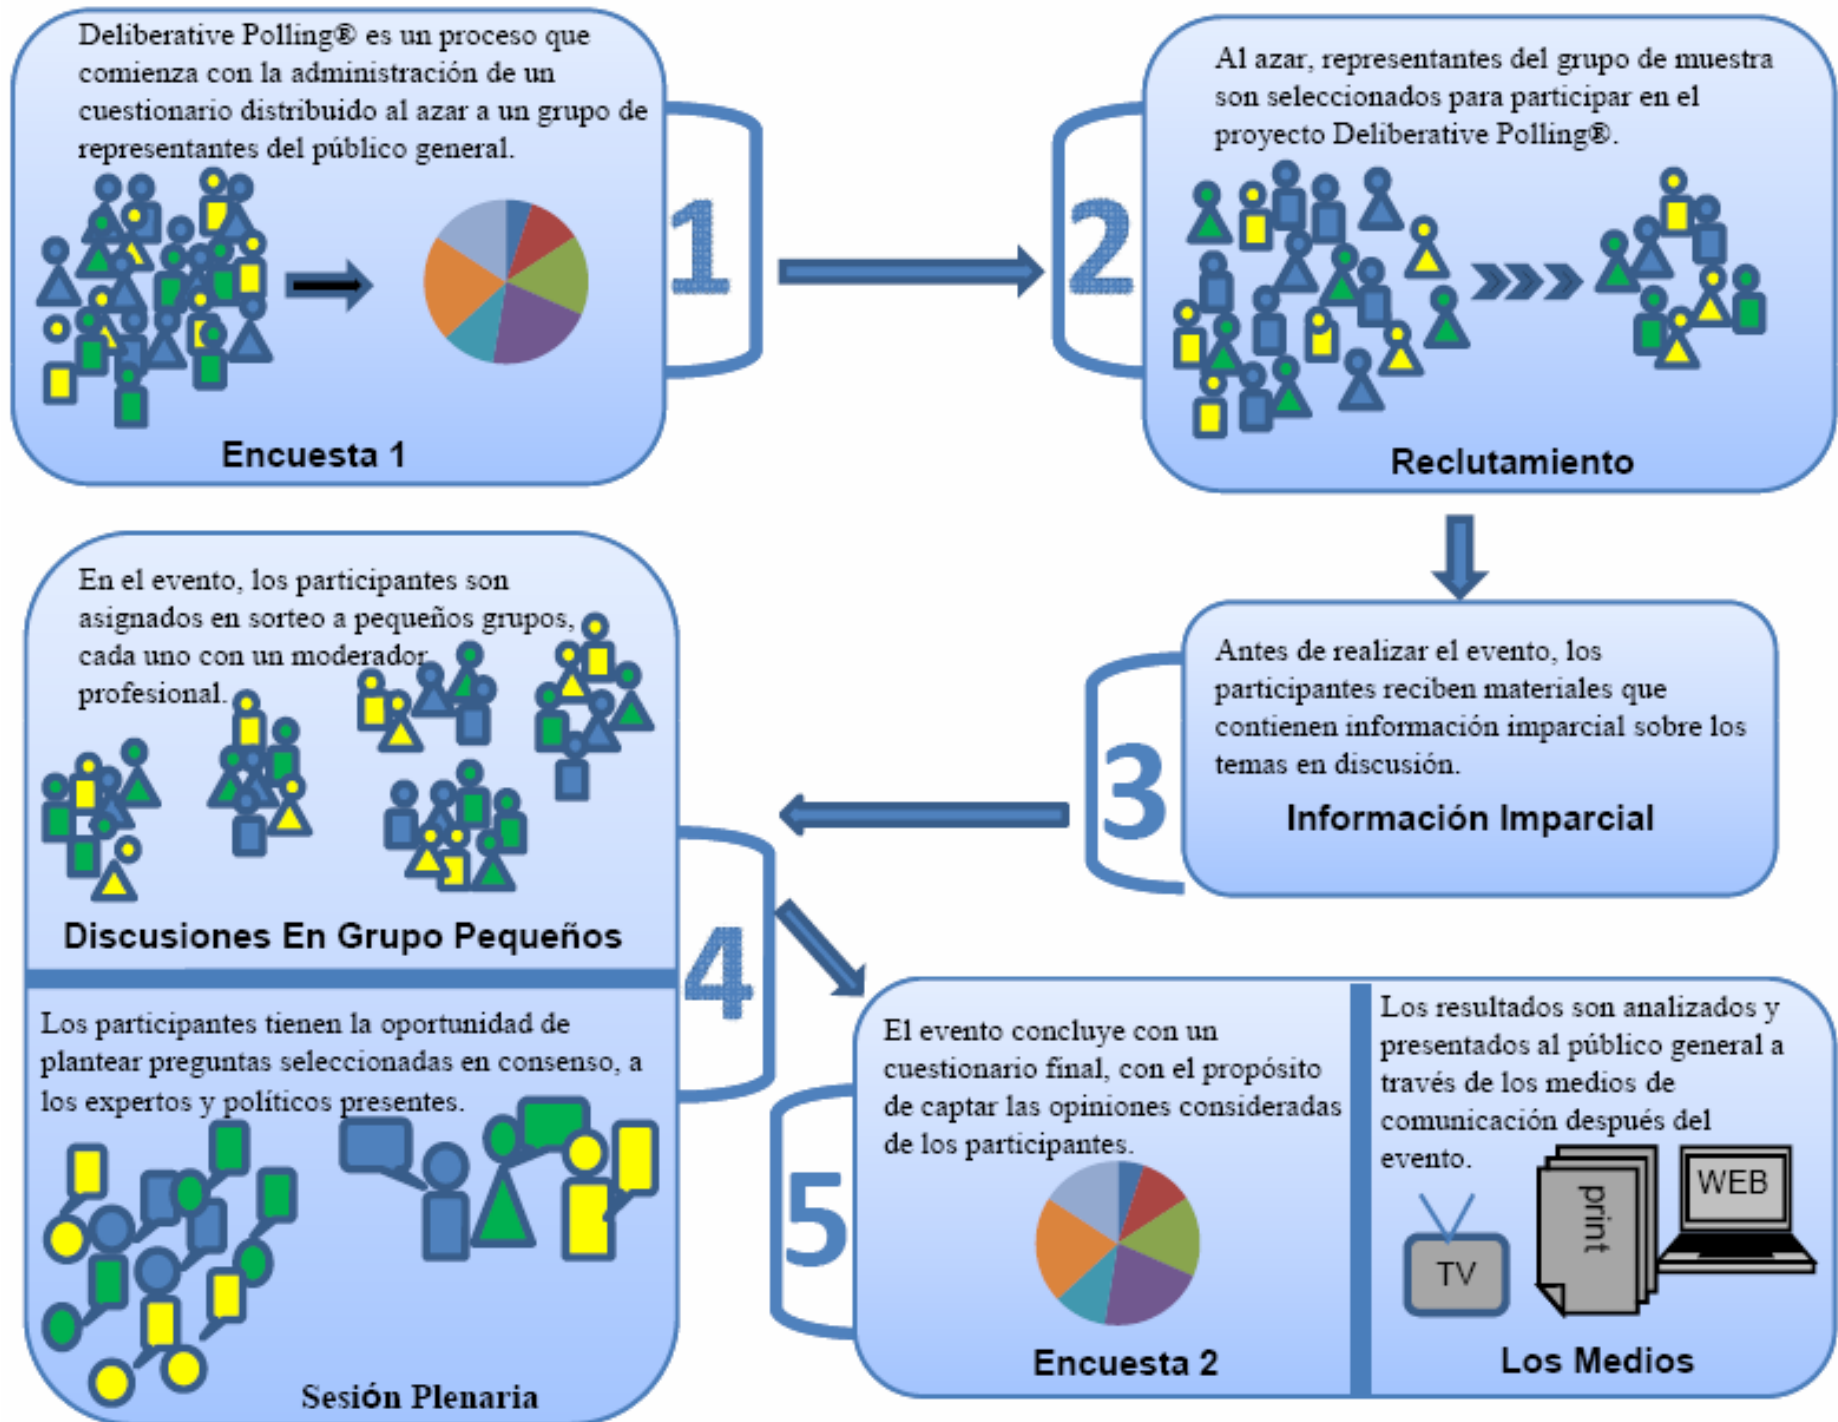 Deliberative Polling® es un proceso que
comienza con la administración de un
cuestionario distribuido al azar a un grupo de
representantes del público general.
Encuesta 1
1
2
Al azar, representantes del grupo de muestra
son seleccionados para participar en el
proyecto Deliberative Polling®.
Reclutamiento
3
Antes de realizar el evento, los
participantes reciben materiales que
contienen información imparcial sobre los
temas en discusión.
Información Imparcial
En el evento, los participantes son
asignados en sorteo a pequeños grupos,
cada uno con un moderador
profesional.
Discusiones En Grupo Pequeños
4
Los participantes tienen la oportunidad de
plantear preguntas seleccionadas en consenso, a
los expertos y políticos presentes.
Sesión Plenaria
5
El evento concluye con un
cuestionario final, con el propósito
de captar las opiniones consideradas
de los participantes.
Encuesta 2
Los resultados son analizados y
presentados al público general a
través de los medios de
comunicación después del
evento.
TV
print
WEB
Los Medios